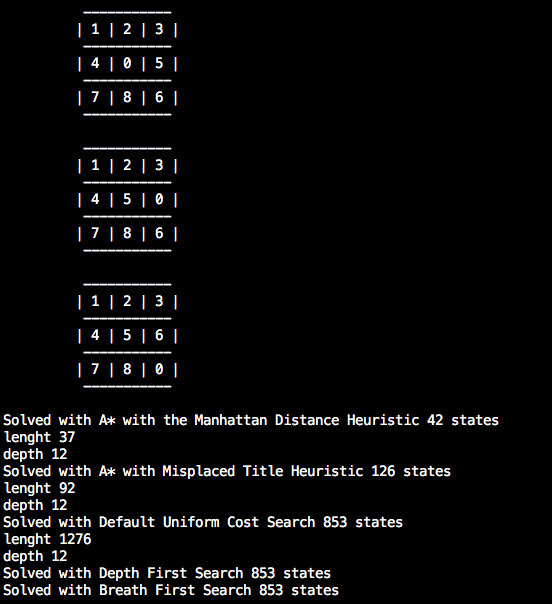 | 1 | 2 | 3 |
| 4 | 0 | 5 |
| 7 | 8 | 6 |
| 1 | 2 | 3 |
| 4 | 5 | 0 |
| 7 | 8 | 6 |
| 1 | 2 | 3 |
| 4 | 5 | 6 |
| 7 | 8 | 0 |
Solved with A* with the Manhattan Distance Heuristic 42 states
lenght 37
depth 12
Solved with A* with Misplaced Title Heuristic 126 states
lenght 92
depth 12
Solved with Default Uniform Cost Search 853 states
lenght 1276
depth 12
Solved with Depth First Search 853 states
Solved with Breath First Search 853 states